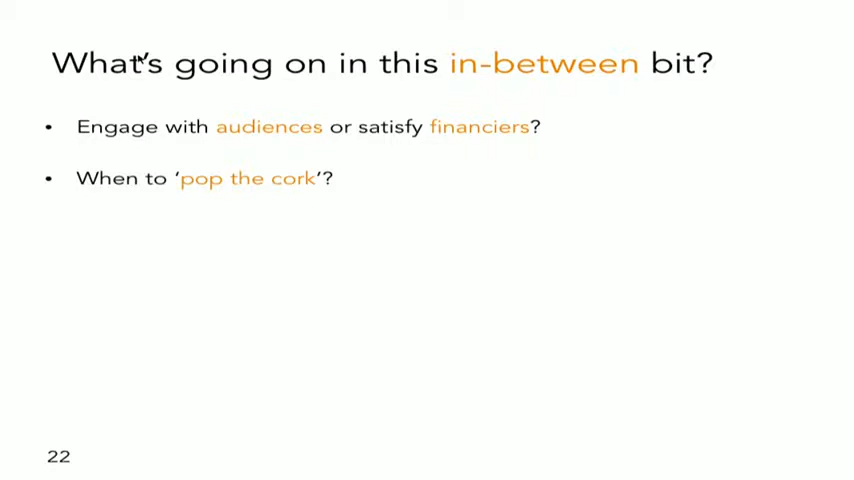 What's going on in this in-between bit?
• Engage with audiences or satisfy financiers?
• When to ‘pop the cork’?
22